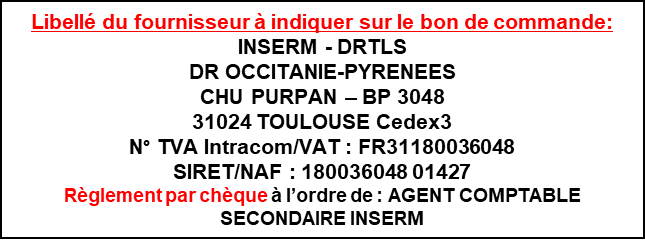 Libellé du fournisseur à indiquer sur le bon de commande:
INSERM - DRTLS
DR OCCITANIE-PYRENEES
CHU PURPAN – BP 3048
31024 TOULOUSE Cedex3
N° TVA Intracom/VAT : FR31180036048
SIRET/NAF : 180036048 01427
Règlement par chèque à l’ordre de : AGENT COMPTABLE
SECONDAIRE INSERM